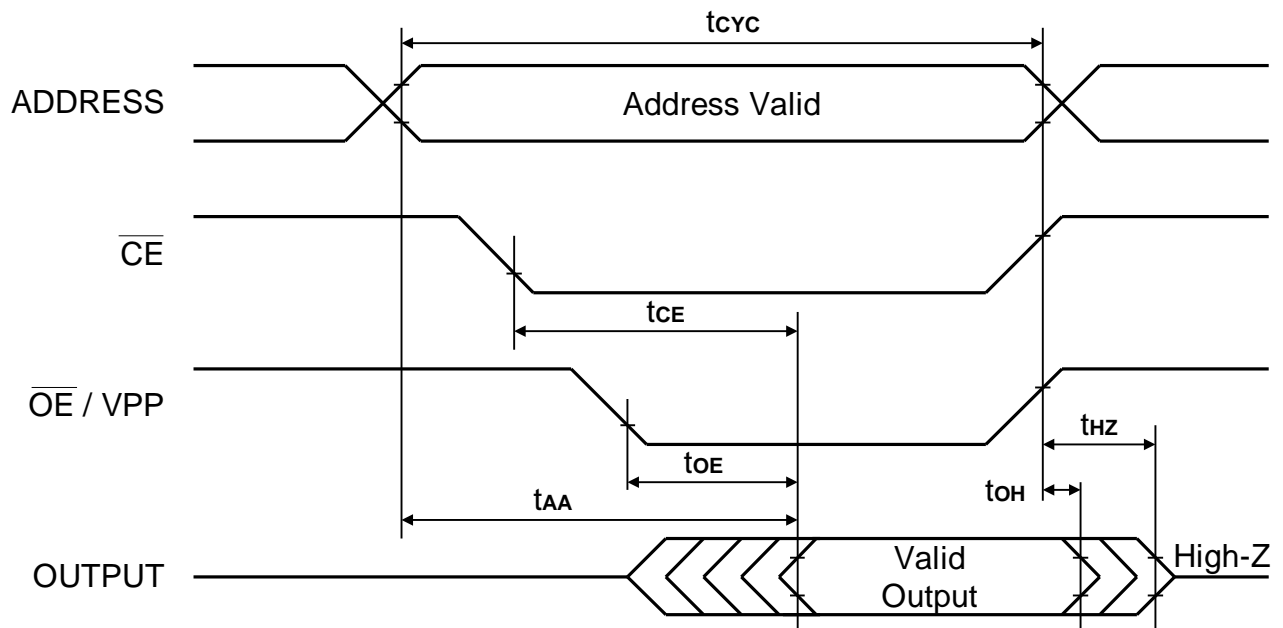 tCYC
ADDRESS
Address Valid
CE
tCE
OE / VPP
tHZ
tOE
tOH
tAA
OUTPUT
Valid
Output
High-Z